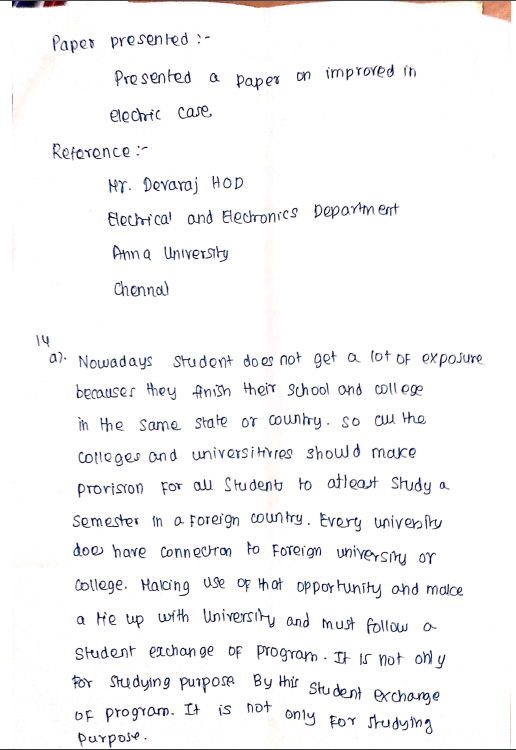 Paper presented :-
Presented a paper on improved in
electric case
Reference :-
Mr. Devaraj HOD
Electrical and Electronics Department
Anna University
Chennai
14
a). Nowadays student does not get a lot of exposure
becauses they finish their school and college
in the same state or country. so all the
colleges and universitivies should make
provision for all students to atleast study a
semester in a foreign country. Every univesity
does have connection to foreign university or
college. Making use of that opportunity and make
a tie up with University and must follow a
student exchange of program. It is not only
for studying purpose By this student exchange
of program. It is not only for studying
purpose.